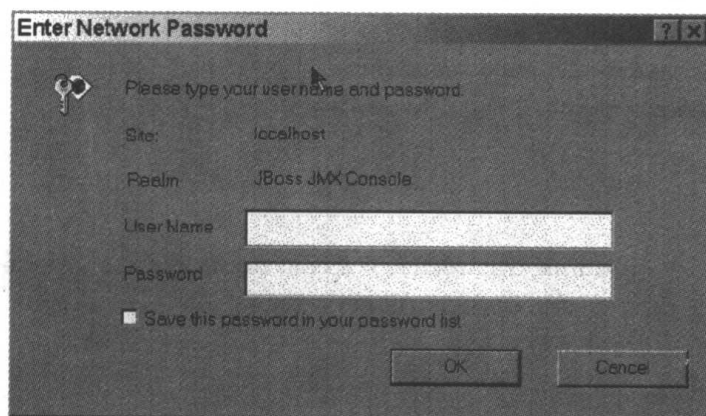 Enter Network Password
Please type your user name and password.
Site: localhost
Realm JBoss JMX Console
User Name
Password
Save this password in your password list
OK Cancel